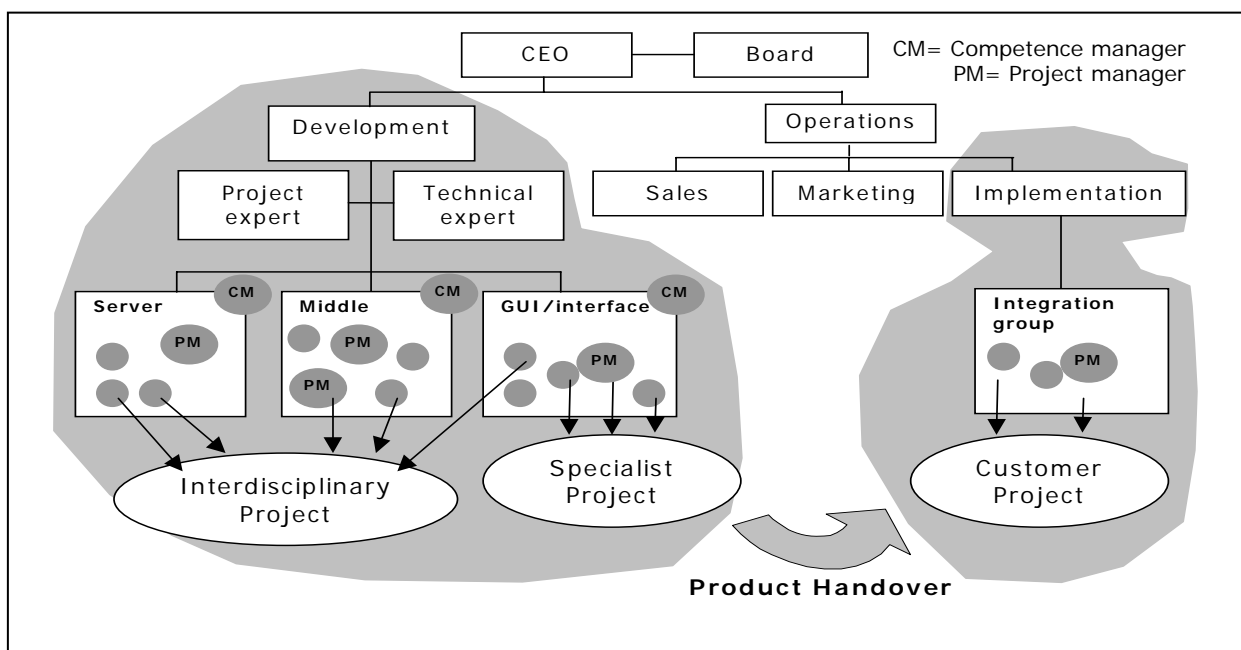 CEO
Board
CM= Competence manager
PM= Project manager
Development
Operations
Project
expert
Technical
expert
Sales
Marketing
Implementation
CM
CM
CM
Server
PM
Middle
PM
PM
GUI/interface
PM
Integration
group
PM
Interdisciplinary
Project
Specialist
Project
Customer
Project
Product Handover